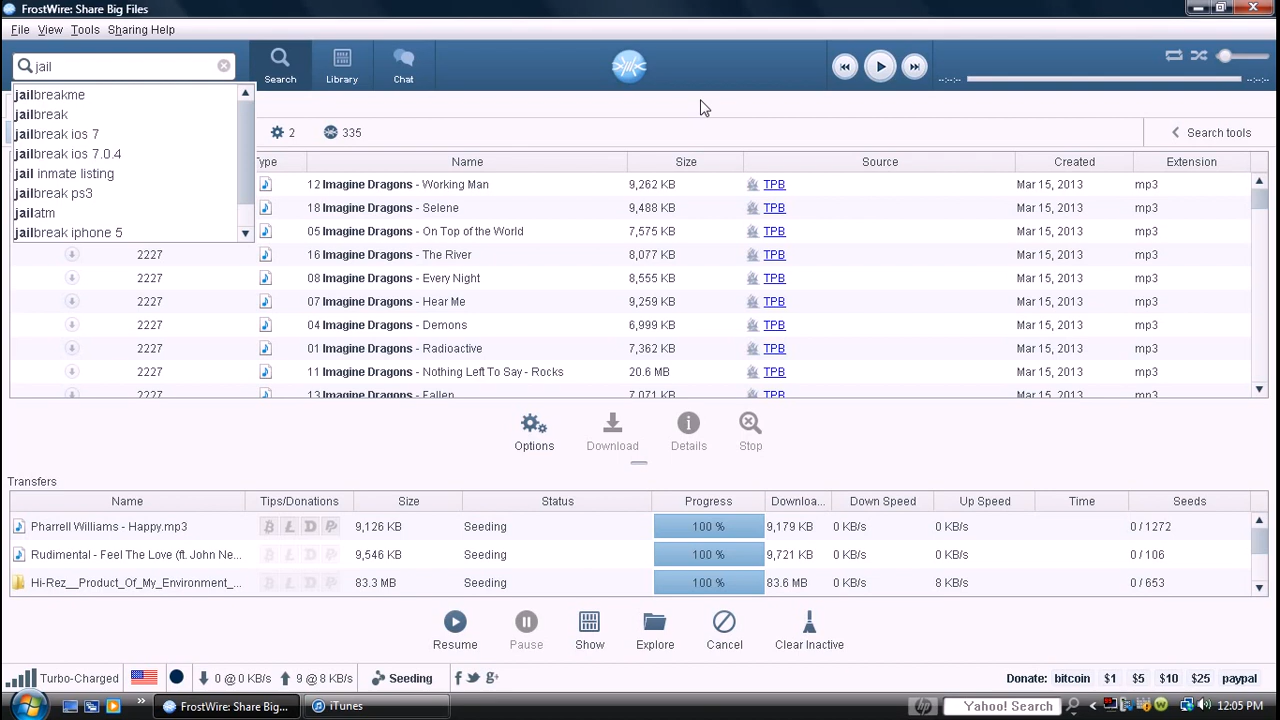 FrostWire: Share Big Files
File View Tools Sharing Help
jail
Search
Library
Chat
--:-- --:--
jailbreakme
jailbreak
jailbreak ios 7
jailbreak ios 7.0.4
jail inmate listing
jailbreak ps3
jailatm
jailbreak iphone 5
2 335 Search tools
Type Name Size Source Created Extension
12 Imagine Dragons - Working Man 9,262 KB TPB Mar 15, 2013 mp3
18 Imagine Dragons - Selene 9,488 KB TPB Mar 15, 2013 mp3
05 Imagine Dragons - On Top of the World 7,575 KB TPB Mar 15, 2013 mp3
2227 16 Imagine Dragons - The River 8,077 KB TPB Mar 15, 2013 mp3
2227 08 Imagine Dragons - Every Night 8,555 KB TPB Mar 15, 2013 mp3
2227 07 Imagine Dragons - Hear Me 9,259 KB TPB Mar 15, 2013 mp3
2227 04 Imagine Dragons - Demons 6,999 KB TPB Mar 15, 2013 mp3
2227 01 Imagine Dragons - Radioactive 7,362 KB TPB Mar 15, 2013 mp3
2227 11 Imagine Dragons - Nothing Left To Say - Rocks 20.6 MB TPB Mar 15, 2013 mp3
2227 13 Imagine Dragons - Fallen 7,071 KB TPB Mar 15, 2013 mp3
Options Download Details Stop
Transfers
Name Tips/Donations Size Status Progress Downloa... Down Speed Up Speed Time Seeds
Pharrell Williams - Happy.mp3 9,126 KB Seeding 100 % 9,179 KB 0 KB/s 0 KB/s 0 / 1272
Rudimental - Feel The Love (ft. John Ne... 9,546 KB Seeding 100 % 9,721 KB 0 KB/s 0 KB/s 0 / 106
Hi-Rez__Product_Of_My_Environment_... 83.3 MB Seeding 100 % 83.6 MB 0 KB/s 8 KB/s 0 / 653
Resume Pause Show Explore Cancel Clear Inactive
Turbo-Charged 0 @ 0 KB/s 9 @ 8 KB/s Seeding Donate: bitcoin $1 $5 $10 $25 paypal
FrostWire: Share Big... iTunes Yahoo! Search 12:05 PM